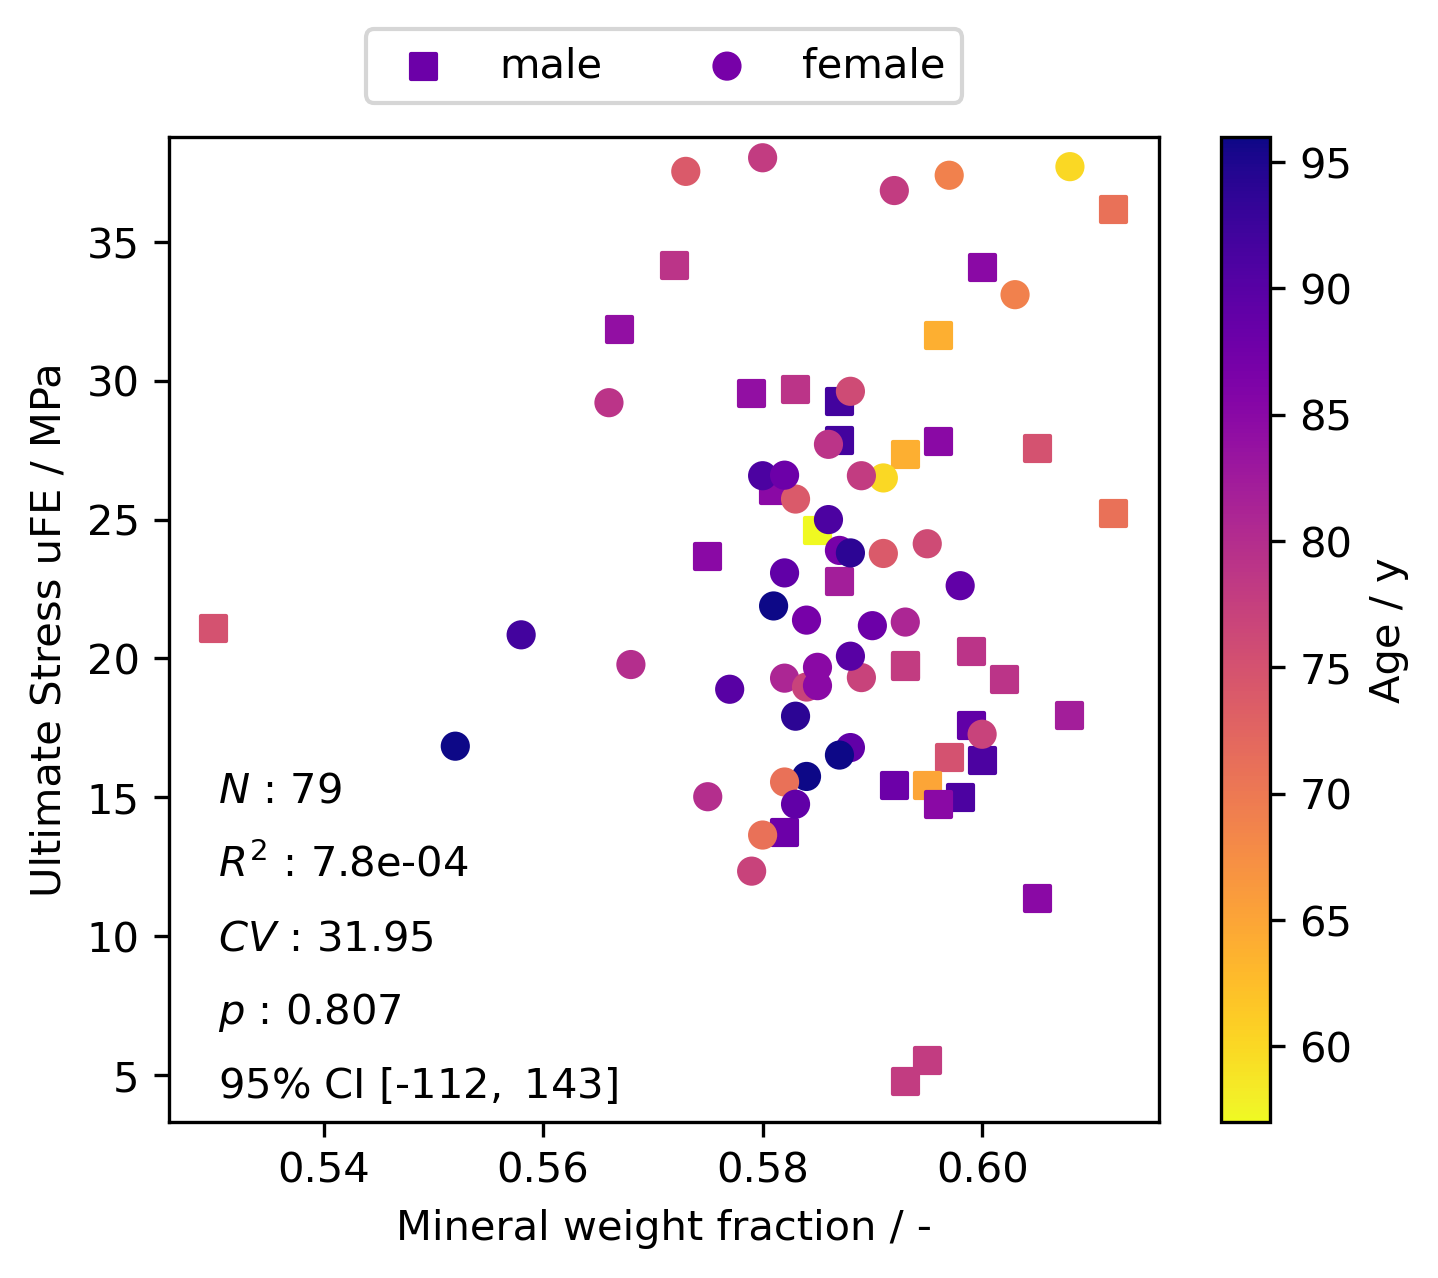 male female
95
35
90
30
85
Ultimate Stress uFE / MPa
25
80
Age / y
20
75
N : 79
15
70
R² : 7.8e-04
CV : 31.95
10
65
p : 0.807
60
95% CI [-112, 143]
5
0.54 0.56 0.58 0.60
Mineral weight fraction / -